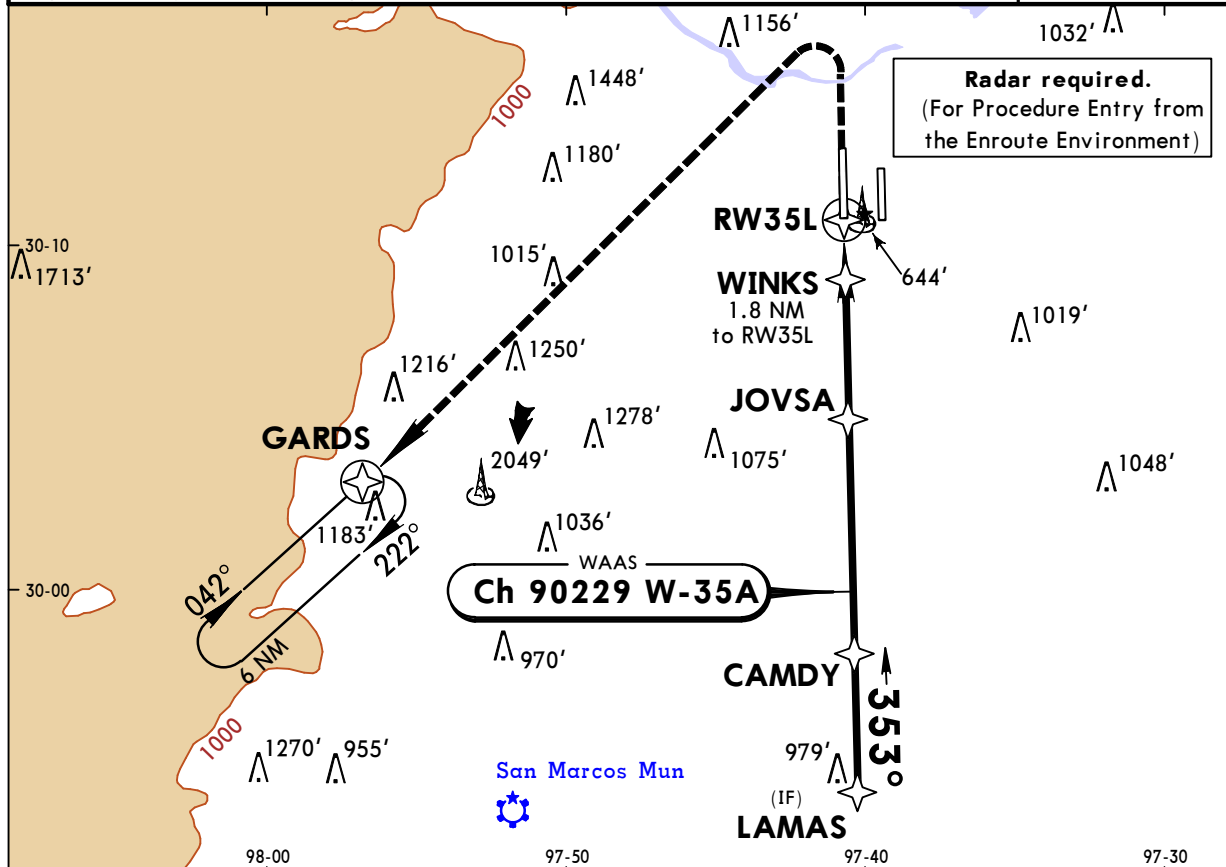 1156'
1032'
1448'
1000
Radar required.
(For Procedure Entry from
the Enroute Environment)
1180'
RW35L
30-10
1713'
1015'
WINKS
1.8 NM
to RW35L
644'
1019'
1250'
1216'
JOVSA
GARDS
1278'
1075'
2049'
1048'
1183'
222°
1036'
042°
30-00
WAAS
Ch 90229 W-35A
6 NM
970'
CAMDY
353°
1000
1270'
955'
979'
San Marcos Mun
(IF)
LAMAS
98-00
97-50
97-40
97-30